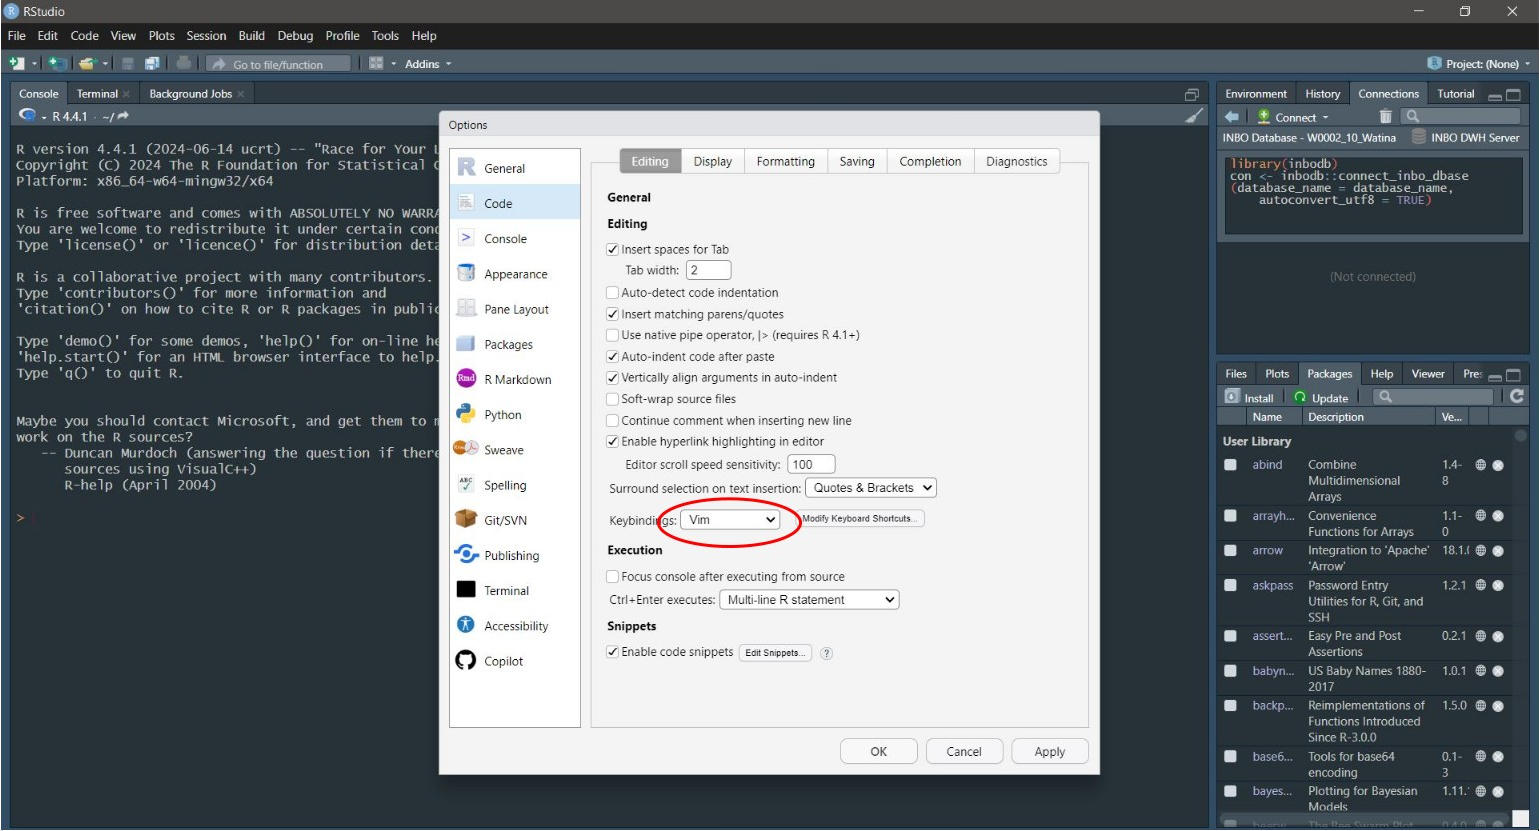 RStudio
File Edit Code View Plots Session Build Debug Profile Tools Help
Go to file/function Addins Project: (None)
Console Terminal Background Jobs
R 4.4.1 · ~/
R version 4.4.1 (2024-06-14 ucrt) -- "Race for Your
Copyright (C) 2024 The R Foundation for Statistical
Platform: x86_64-w64-mingw32/x64
R is free software and comes with ABSOLUTELY NO
You are welcome to redistribute it under certain
Type 'license()' or 'licence()' for distribution
R is a collaborative project with many contributors.
Type 'contributors()' for more information and
'citation()' on how to cite R or R packages in
Type 'demo()' for some demos, 'help()' for on-line
'help.start()' for an HTML browser interface to help.
Type 'q()' to quit R.
Maybe you should contact Microsoft, and get them to
work on the R sources?
-- Duncan Murdoch (answering the question if
sources using VisualC++)
R-help (April 2004)
>
Options
General
Code
Console
Appearance
Pane Layout
Packages
R Markdown
Python
Sweave
Spelling
Git/SVN
Publishing
Terminal
Accessibility
Copilot
Editing Display Formatting Saving Completion Diagnostics
General
Editing
Insert spaces for Tab
Tab width: 2
Auto-detect code indentation
Insert matching parens/quotes
Use native pipe operator, |> (requires R 4.1+)
Auto-indent code after paste
Vertically align arguments in auto-indent
Soft-wrap source files
Continue comment when inserting new line
Enable hyperlink highlighting in editor
Editor scroll speed sensitivity: 100
Surround selection on text insertion: Quotes & Brackets
Keybindings: Vim Modify Keyboard Shortcuts...
Execution
Focus console after executing from source
Ctrl+Enter executes: Multi-line R statement
Snippets
Enable code snippets Edit Snippets... ?
OK Cancel Apply
Environment History Connections Tutorial
Connect
INBO Database - W0002_10_Watina INBO DWH Server
library(inbodb)
con <- inbodb::connect_inbo_dbase
(database_name = database_name,
autoconvert_utf8 = TRUE)
(Not connected)
Files Plots Packages Help Viewer Pres
Install Update
Name Description Ve...
User Library
abind Combine 1.4-
Multidimensional 8
Arrays
arrayh... Convenience 1.1-
Functions for Arrays 0
arrow Integration to 'Apache' 18.1.
'Arrow'
askpass Password Entry 1.2.1
Utilities for R, Git, and
SSH
assert... Easy Pre and Post 0.2.1
Assertions
babyn... US Baby Names 1880- 1.0.1
2017
backp... Reimplementations of 1.5.0
Functions Introduced
Since R-3.0.0
base6... Tools for base64 0.1-
encoding 3
bayes... Plotting for Bayesian 1.11.
Models